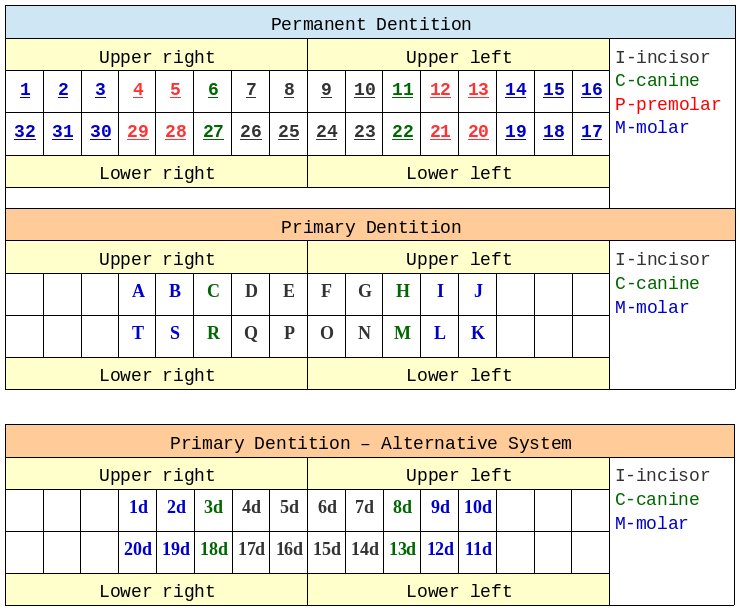 Permanent Dentition
Upper right Upper left I-incisor
C-canine
1 2 3 4 5 6 7 8 9 10 11 12 13 14 15 16
P-premolar
M-molar
32 31 30 29 28 27 26 25 24 23 22 21 20 19 18 17
Lower right Lower left
Primary Dentition
Upper right Upper left I-incisor
C-canine
A B C D E F G H I J
M-molar
T S R Q P O N M L K
Lower right Lower left
Primary Dentition – Alternative System
Upper right Upper left I-incisor
C-canine
1d 2d 3d 4d 5d 6d 7d 8d 9d 10d
M-molar
20d 19d 18d 17d 16d 15d 14d 13d 12d 11d
Lower right Lower left